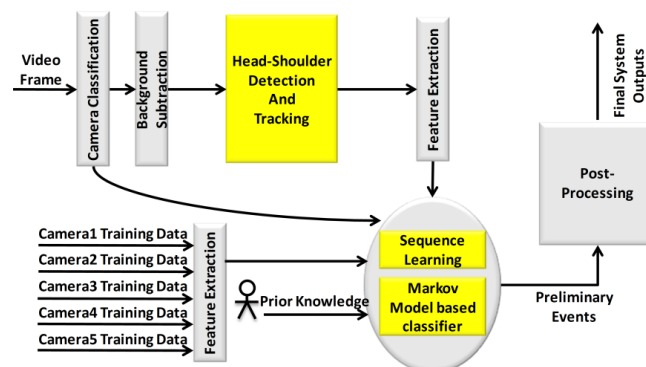 Video
Frame
Camera Classification
Background
Subtraction
Head-Shoulder
Detection
And
Tracking
Feature Extraction
Final System
Outputs
Post-
Processing
Camera1 Training Data
Camera2 Training Data
Camera3 Training Data
Camera4 Training Data
Camera5 Training Data
Feature Extraction
Prior Knowledge
Sequence
Learning
Markov
Model based
classifier
Preliminary
Events